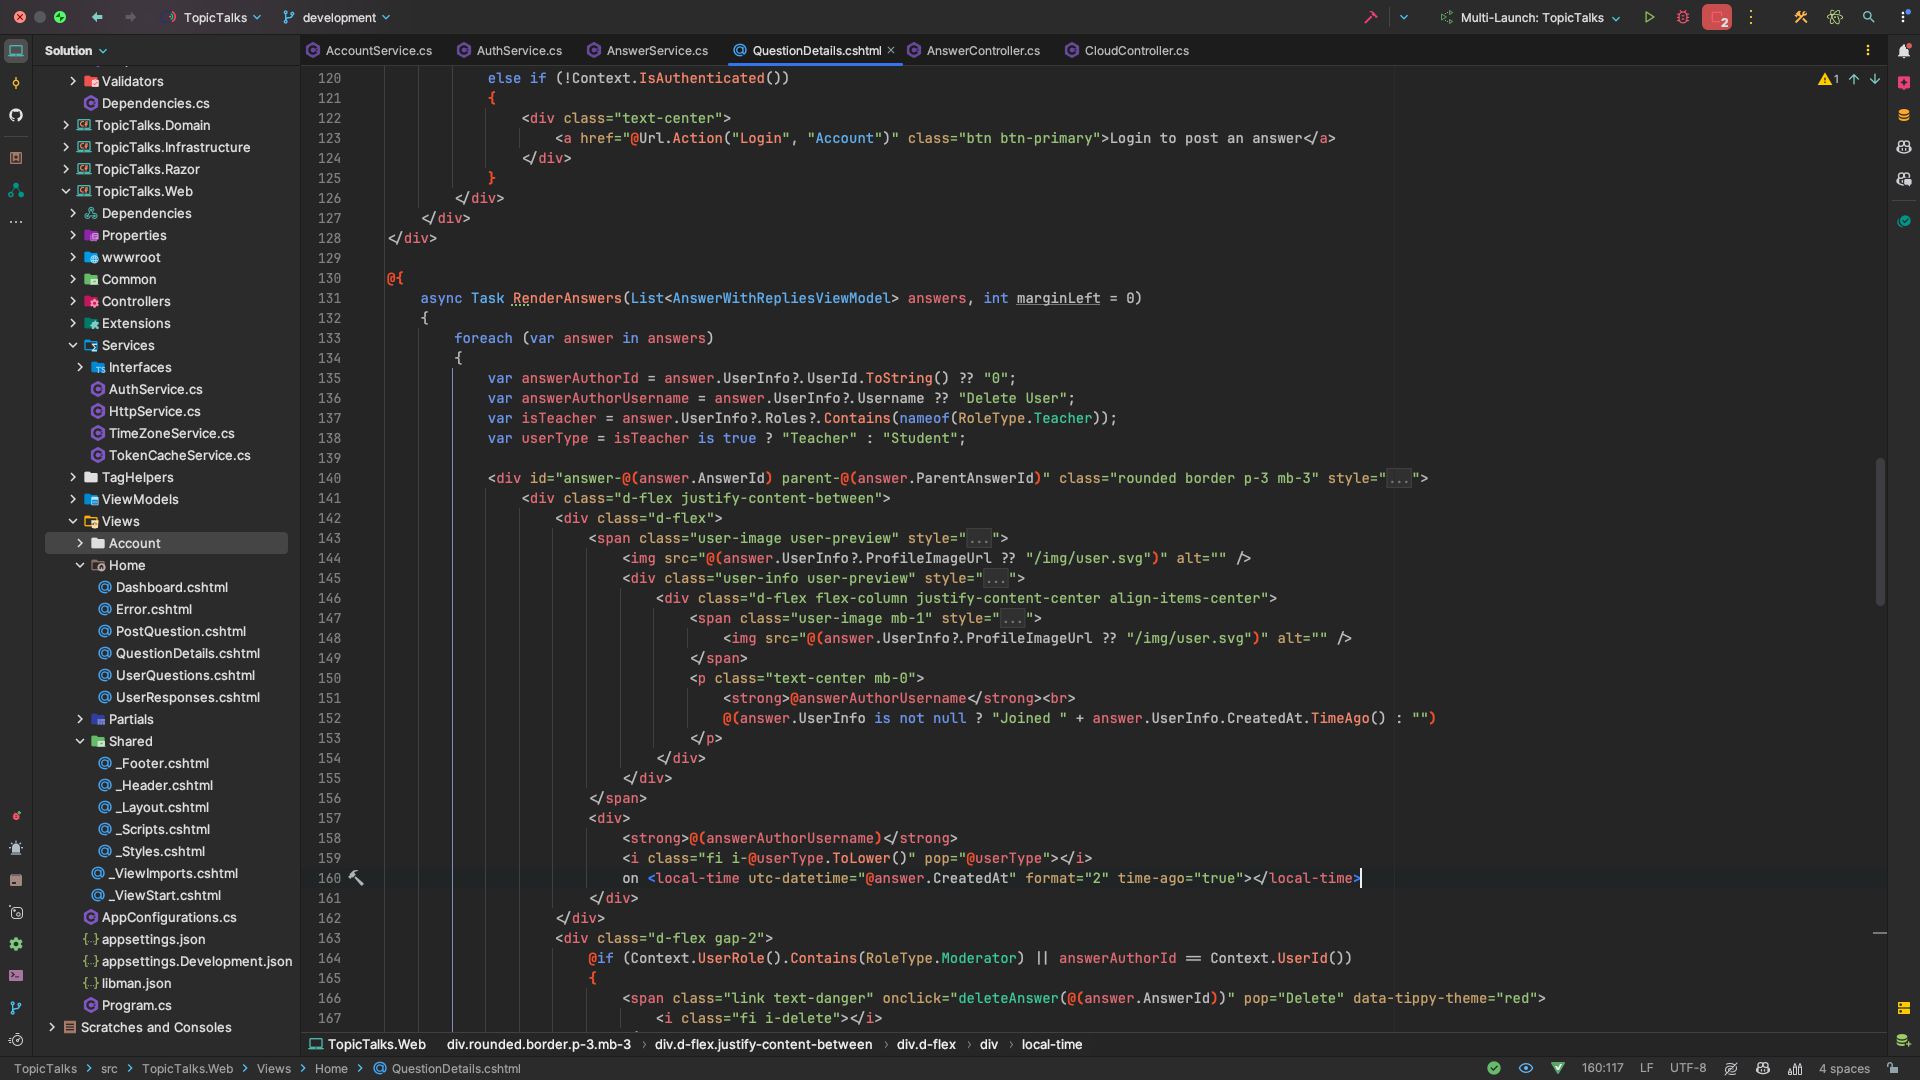 TopicTalks
development
Multi-Launch: TopicTalks
2
Solution
AccountService.cs
AuthService.cs
AnswerService.cs
QuestionDetails.cshtml
AnswerController.cs
CloudController.cs
Validators
Dependencies.cs
TopicTalks.Domain
TopicTalks.Infrastructure
TopicTalks.Razor
TopicTalks.Web
Dependencies
Properties
wwwroot
Common
Controllers
Extensions
Services
Interfaces
AuthService.cs
HttpService.cs
TimeZoneService.cs
TokenCacheService.cs
TagHelpers
ViewModels
Views
Account
Home
Dashboard.cshtml
Error.cshtml
PostQuestion.cshtml
QuestionDetails.cshtml
UserQuestions.cshtml
UserResponses.cshtml
Partials
Shared
_Footer.cshtml
_Header.cshtml
_Layout.cshtml
_Scripts.cshtml
_Styles.cshtml
_ViewImports.cshtml
_ViewStart.cshtml
AppConfigurations.cs
appsettings.json
appsettings.Development.json
libman.json
Program.cs
Scratches and Consoles
1
120 else if (!Context.IsAuthenticated())
121 {
122 <div class="text-center">
123 <a href="@Url.Action("Login", "Account")" class="btn btn-primary">Login to post an answer</a>
124 </div>
125 }
126 </div>
127 </div>
128 </div>
129
130 @{
131 async Task RenderAnswers(List<AnswerWithRepliesViewModel> answers, int marginLeft = 0)
132 {
133 foreach (var answer in answers)
134 {
135 var answerAuthorId = answer.UserInfo?.UserId.ToString() ?? "0";
136 var answerAuthorUsername = answer.UserInfo?.Username ?? "Delete User";
137 var isTeacher = answer.UserInfo?.Roles?.Contains(nameof(RoleType.Teacher));
138 var userType = isTeacher is true ? "Teacher" : "Student";
139
140 <div id="answer-@(answer.AnswerId) parent-@(answer.ParentAnswerId)" class="rounded border p-3 mb-3" style="...">
141 <div class="d-flex justify-content-between">
142 <div class="d-flex">
143 <span class="user-image user-preview" style="...">
144 <img src="@(answer.UserInfo?.ProfileImageUrl ?? "/img/user.svg")" alt="" />
145 <div class="user-info user-preview" style="...">
146 <div class="d-flex flex-column justify-content-center align-items-center">
147 <span class="user-image mb-1" style="...">
148 <img src="@(answer.UserInfo?.ProfileImageUrl ?? "/img/user.svg")" alt="" />
149 </span>
150 <p class="text-center mb-0">
151 <strong>@answerAuthorUsername</strong><br>
152 @(answer.UserInfo is not null ? "Joined " + answer.UserInfo.CreatedAt.TimeAgo() : "")
153 </p>
154 </div>
155 </div>
156 </span>
157 <div>
158 <strong>@(answerAuthorUsername)</strong>
159 <i class="fi i-@userType.ToLower()" pop="@userType"></i>
160 on <local-time utc-datetime="@answer.CreatedAt" format="2" time-ago="true"></local-time>
161 </div>
162 </div>
163 <div class="d-flex gap-2">
164 @if (Context.UserRole().Contains(RoleType.Moderator) || answerAuthorId == Context.UserId())
165 {
166 <span class="link text-danger" onclick="deleteAnswer(@(answer.AnswerId))" pop="Delete" data-tippy-theme="red">
167 <i class="fi i-delete"></i>
TopicTalks.Web div.rounded.border.p-3.mb-3 › div.d-flex.justify-content-between › div.d-flex › div › local-time
TopicTalks › src › TopicTalks.Web › Views › Home › QuestionDetails.cshtml
160:117 LF UTF-8 4 spaces